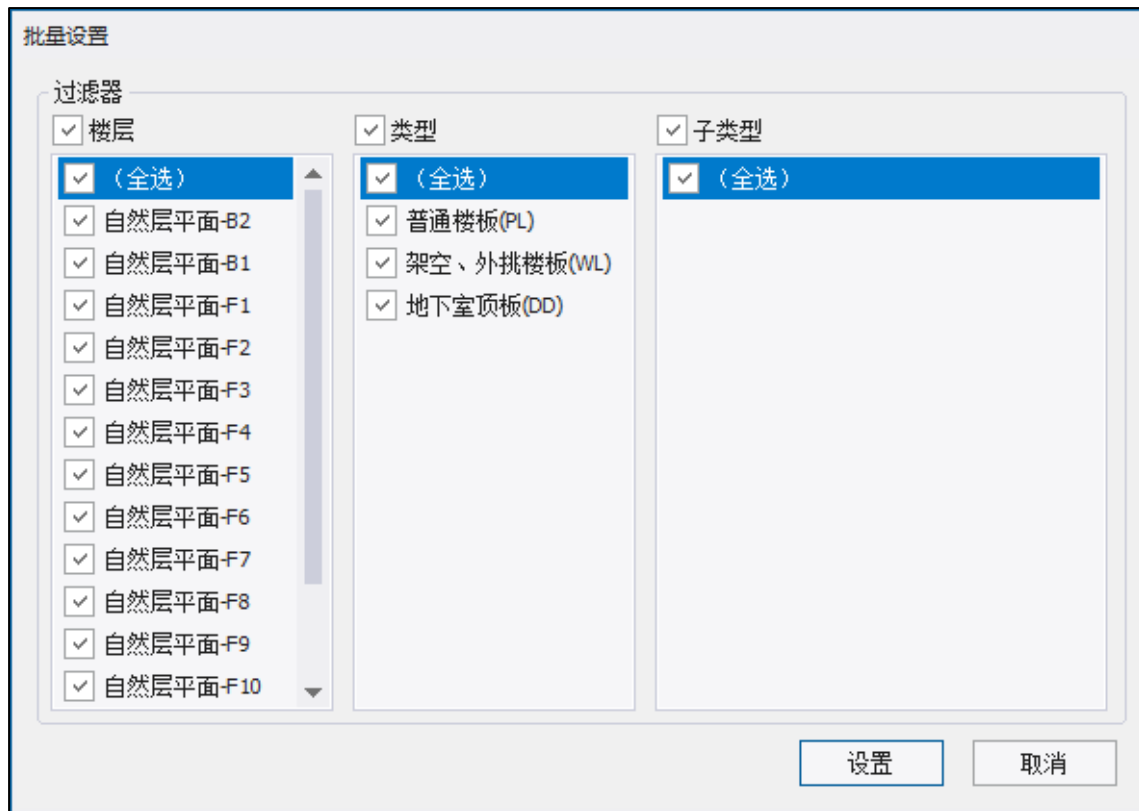 批量设置
过滤器
楼层
（全选）
自然层平面-B2
自然层平面-B1
自然层平面-F1
自然层平面-F2
自然层平面-F3
自然层平面-F4
自然层平面-F5
自然层平面-F6
自然层平面-F7
自然层平面-F8
自然层平面-F9
自然层平面-F10
类型
（全选）
普通楼板(PL)
架空、外挑楼板(WL)
地下室顶板(DD)
子类型
（全选）
设置
取消